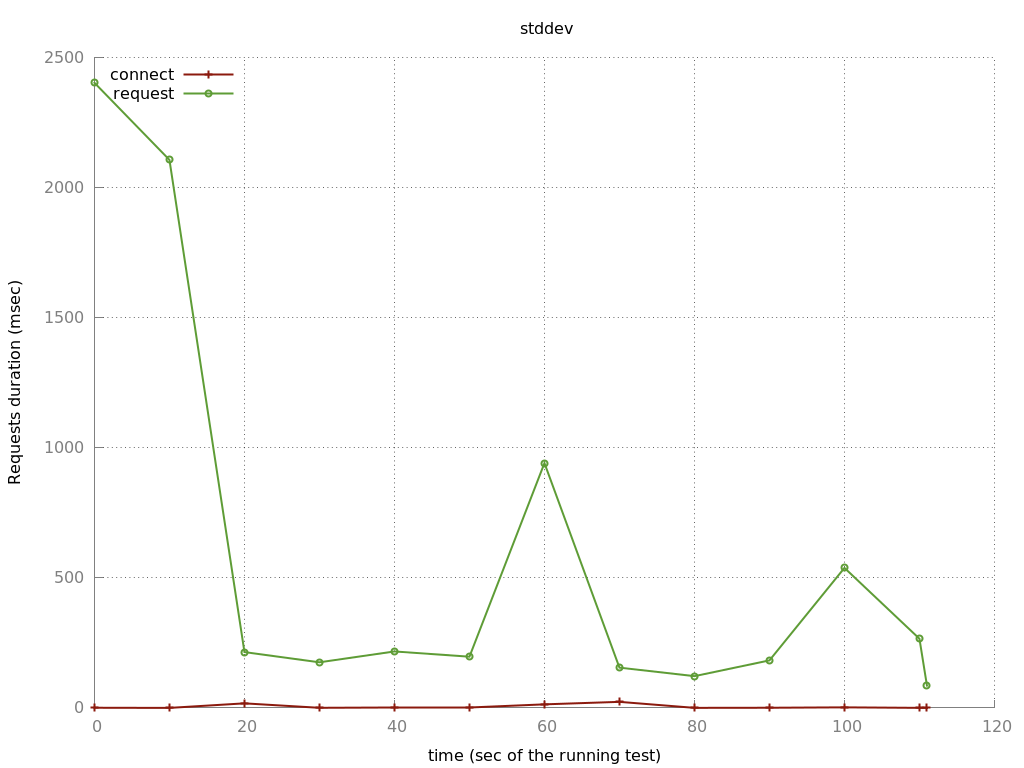 stddev
2500
connect
request
2000
1500
1000
500
0
Requests duration (msec)
0 20 40 60 80 100 120
time (sec of the running test)